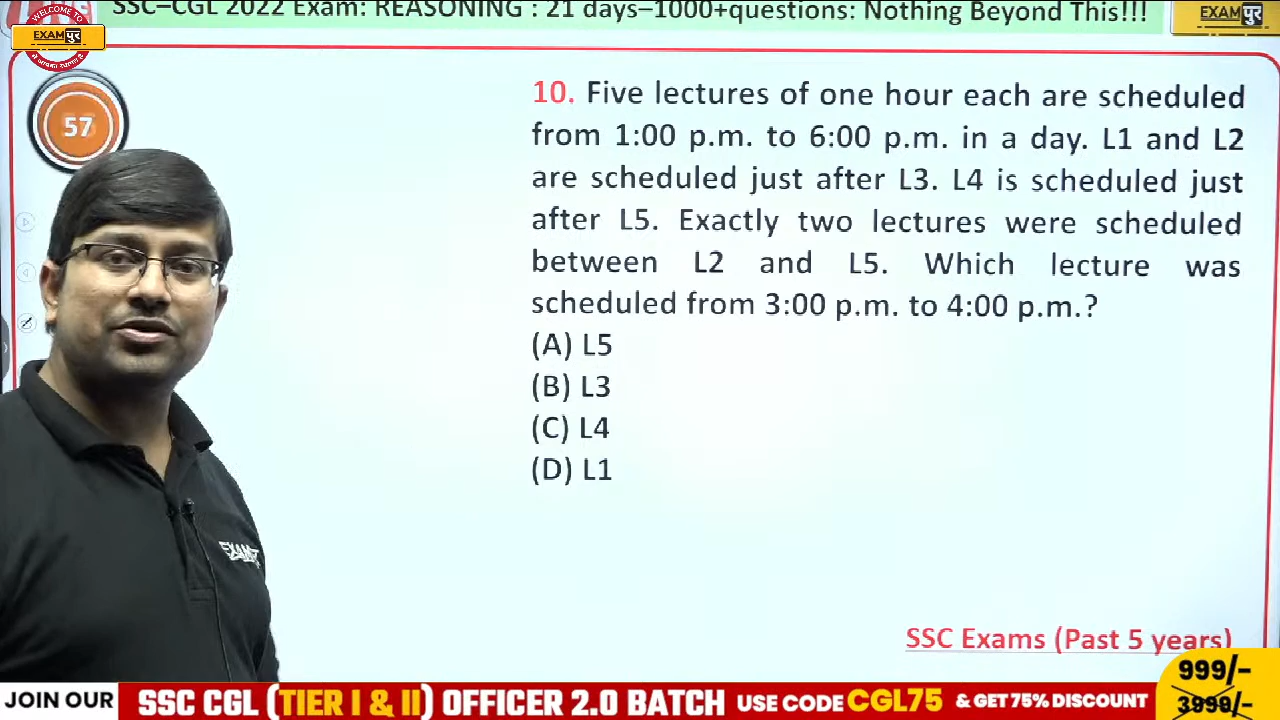 SSC–CGL 2022 Exam: REASONING : 21 days–1000+questions: Nothing Beyond This!!!
WELCOME TO
EXAMपुर
EXAMपुर
57
10. Five lectures of one hour each are scheduled
from 1:00 p.m. to 6:00 p.m. in a day. L1 and L2
are scheduled just after L3. L4 is scheduled just
after L5. Exactly two lectures were scheduled
between L2 and L5. Which lecture was
scheduled from 3:00 p.m. to 4:00 p.m.?
(A) L5
(B) L3
(C) L4
(D) L1
SSC Exams (Past 5 years)
999/-
3999/-
JOIN OUR SSC CGL (TIER I & II) OFFICER 2.0 BATCH USE CODE CGL75 & GET 75% DISCOUNT